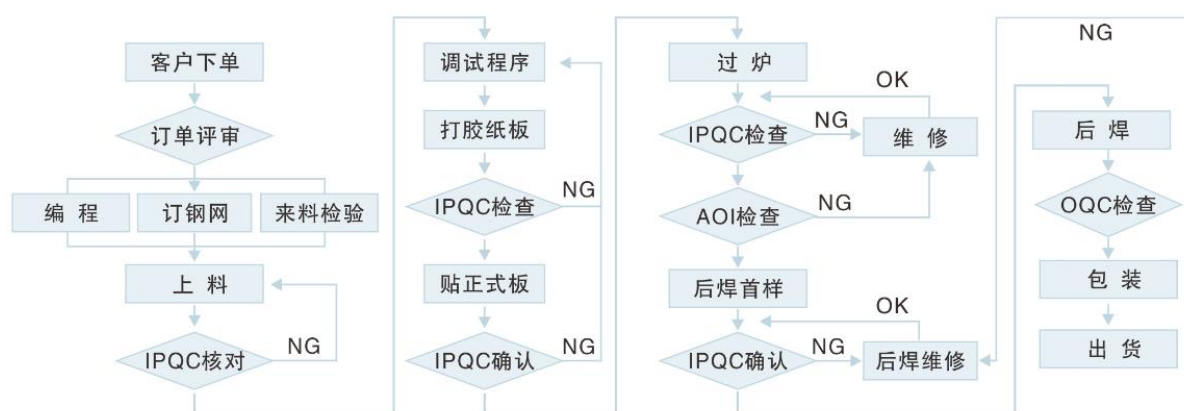 客户下单
订单评审
编程
订钢网
来料检验
上料
IPQC核对
NG
调试程序
打胶纸板
IPQC检查
NG
贴正式板
IPQC确认
NG
过炉
OK
IPQC检查
NG
维修
AOI检查
NG
后焊首样
OK
IPQC确认
NG
后焊维修
NG
后焊
OQC检查
包装
出货